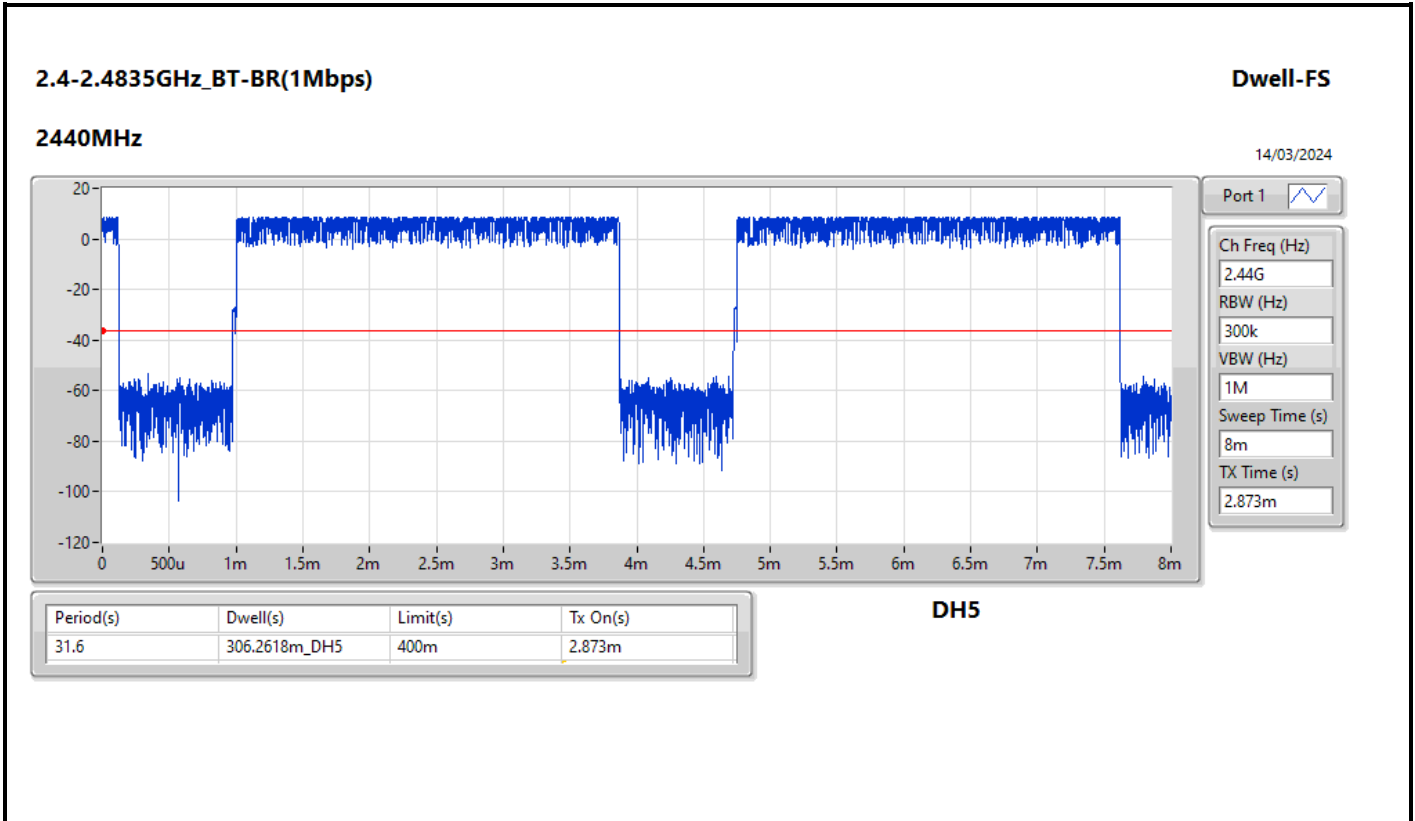 2.4-2.4835GHz_BT-BR(1Mbps) Dwell-FS
2440MHz
14/03/2024
Port 1
20
0
-20
-40
-60
-80
-100
-120
0 500u 1m 1.5m 2m 2.5m 3m 3.5m 4m 4.5m 5m 5.5m 6m 6.5m 7m 7.5m 8m
Ch Freq (Hz)
2.44G
RBW (Hz)
300k
VBW (Hz)
1M
Sweep Time (s)
8m
TX Time (s)
2.873m
Period(s) Dwell(s) Limit(s) Tx On(s)
31.6 306.2618m_DH5 400m 2.873m
DH5